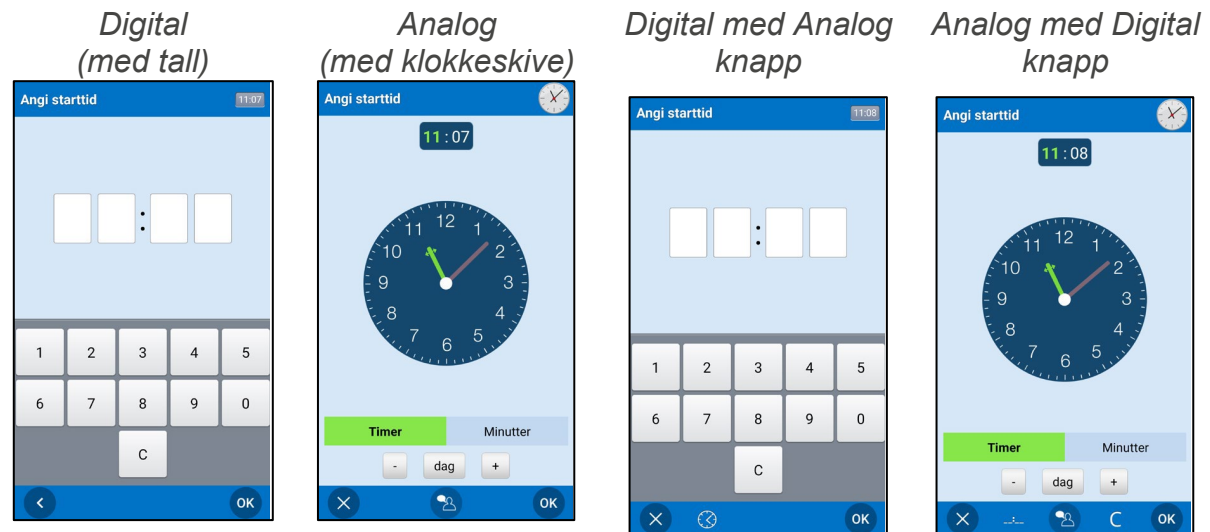 Digital
(med tall)
Angi starttid 11:07
:
1 2 3 4 5
6 7 8 9 0
C
OK
Analog
(med klokkeskive)
Angi starttid
11:07
12
11 1
10 2
9 3
8 4
7 5
6
Timer Minutter
- dag +
OK
Digital med Analog
knapp
Angi starttid 11:08
:
1 2 3 4 5
6 7 8 9 0
C
OK
Analog med Digital
knapp
Angi starttid
11:08
12
11 1
10 2
9 3
8 4
7 5
6
Timer Minutter
- dag +
__:__ C OK